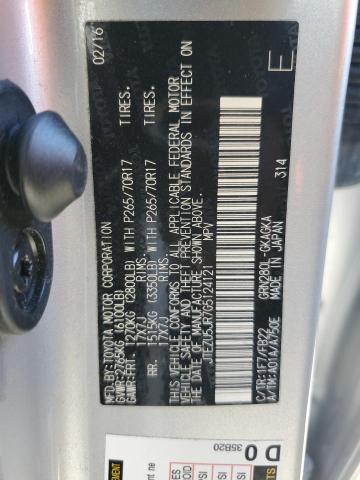 02/16
MFD. BY: TOYOTA MOTOR CORPORATION
GVWR: 2765KG (6100LB)
GAWR: FRT. 1270KG (2800LB) WITH P265/70R17 TIRES.
17X7J RIMS.
RR. 1515KG (3350LB) WITH P265/70R17 TIRES.
17X7J RIMS.
THIS VEHICLE CONFORMS TO ALL APPLICABLE FEDERAL MOTOR
VEHICLE SAFETY AND THEFT PREVENTION STANDARDS IN EFFECT ON
THE DATE OF MANUFACTURE SHOWN ABOVE.
MPV
C/TR: 1F7/FB22
A/TM: A01A/A750E
GRN280L-GKAGKA
MADE IN JAPAN
314
E
D 0
35B20